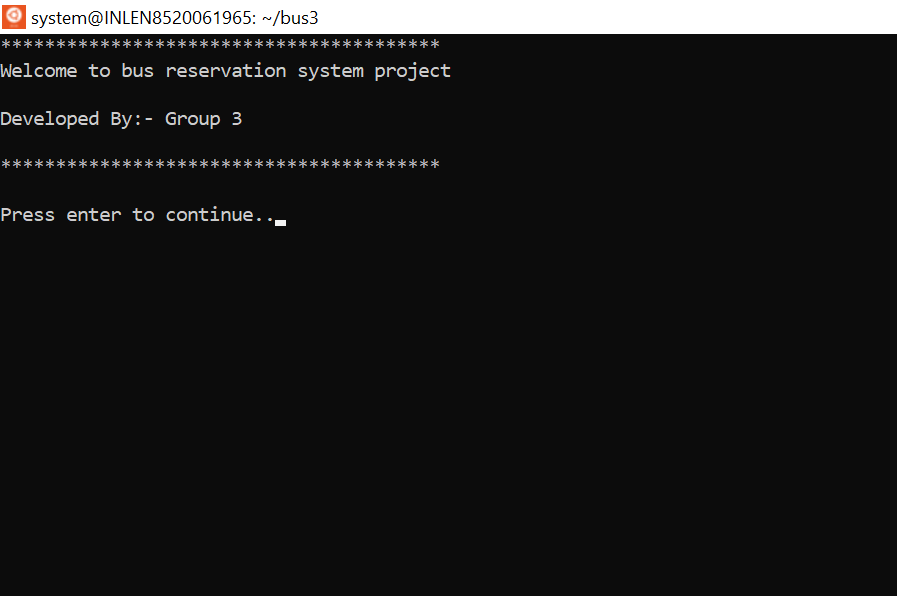 system@INLEN8520061965: ~/bus3
****************************************
Welcome to bus reservation system project
Developed By:- Group 3
****************************************
Press enter to continue..